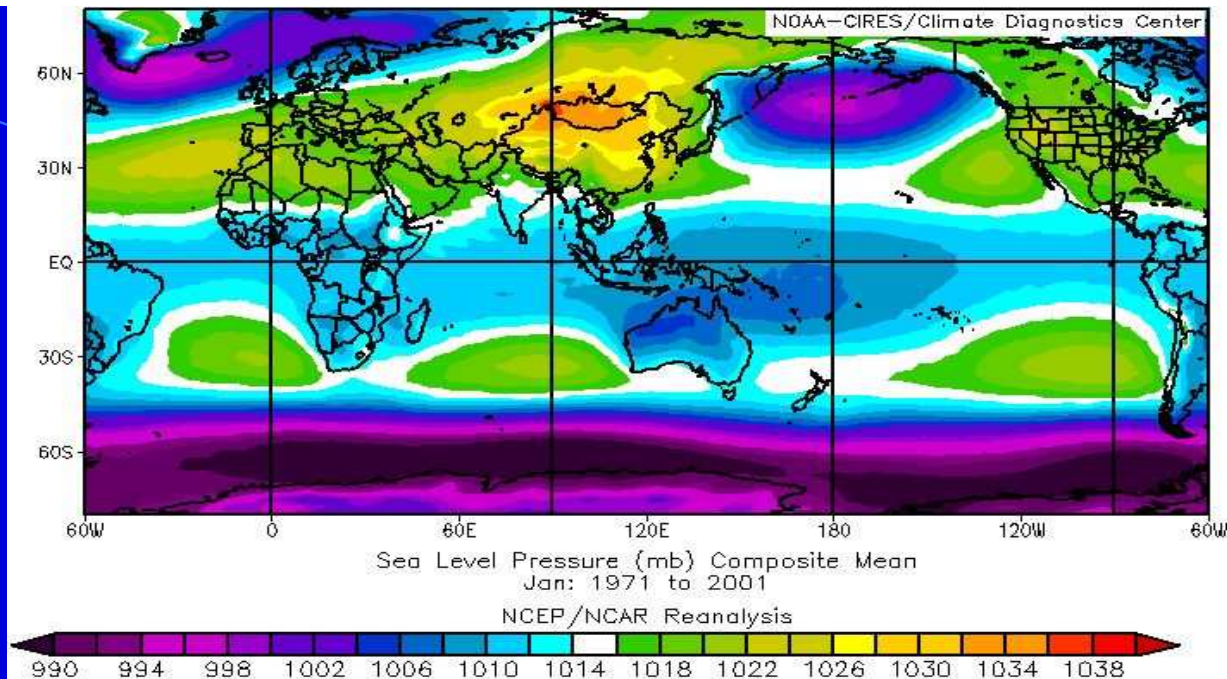 NOAA-CIRES/Climate Diagnostics Center
60N
30N
EQ
30S
60S
60W 0 60E 120E 180 120W 60W
Sea Level Pressure (mb) Composite Mean
Jan: 1971 to 2001
NCEP/NCAR Reanalysis
990 994 998 1002 1006 1010 1014 1018 1022 1026 1030 1034 1038